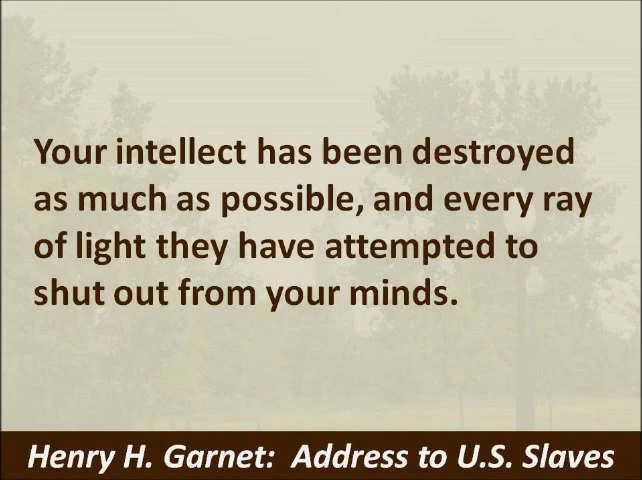 Your intellect has been destroyed
as much as possible, and every ray
of light they have attempted to
shut out from your minds.
Henry H. Garnet:  Address to U.S. Slaves